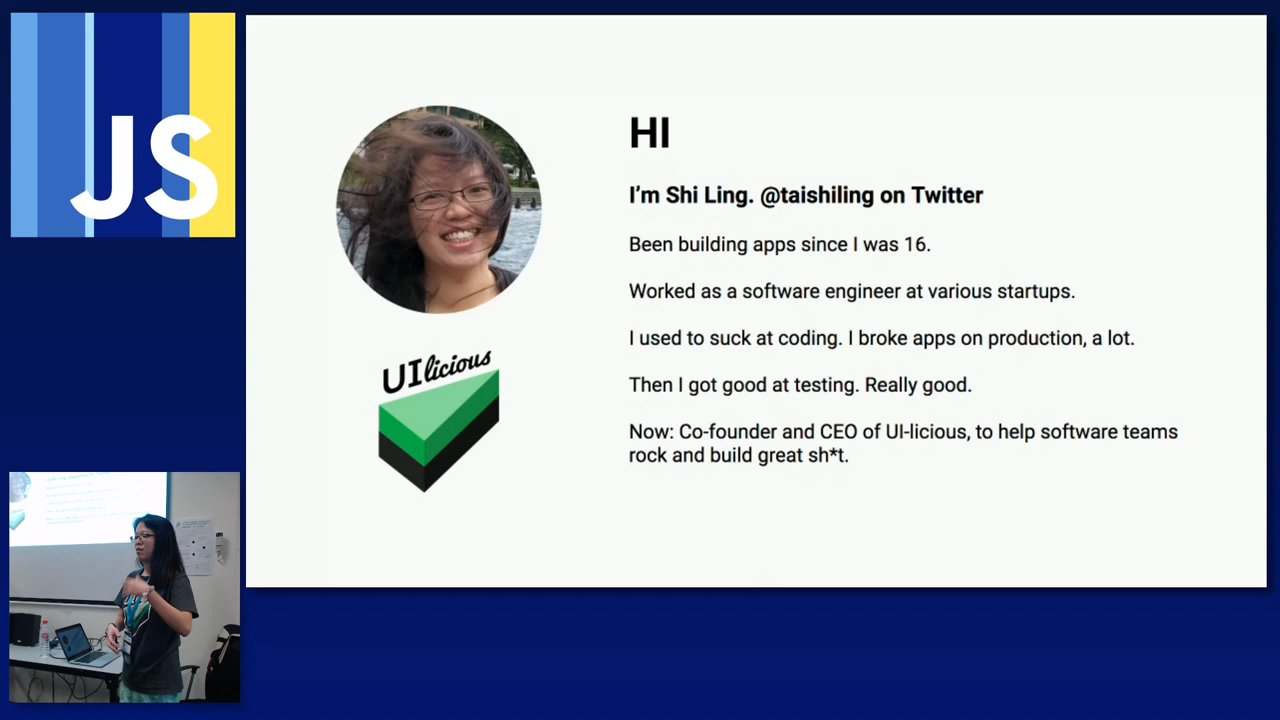 JS
HI
I'm Shi Ling. @taishiling on Twitter
Been building apps since I was 16.
Worked as a software engineer at various startups.
I used to suck at coding. I broke apps on production, a lot.
UIlicious
Then I got good at testing. Really good.
Now: Co-founder and CEO of UI-licious, to help software teams
rock and build great sh*t.